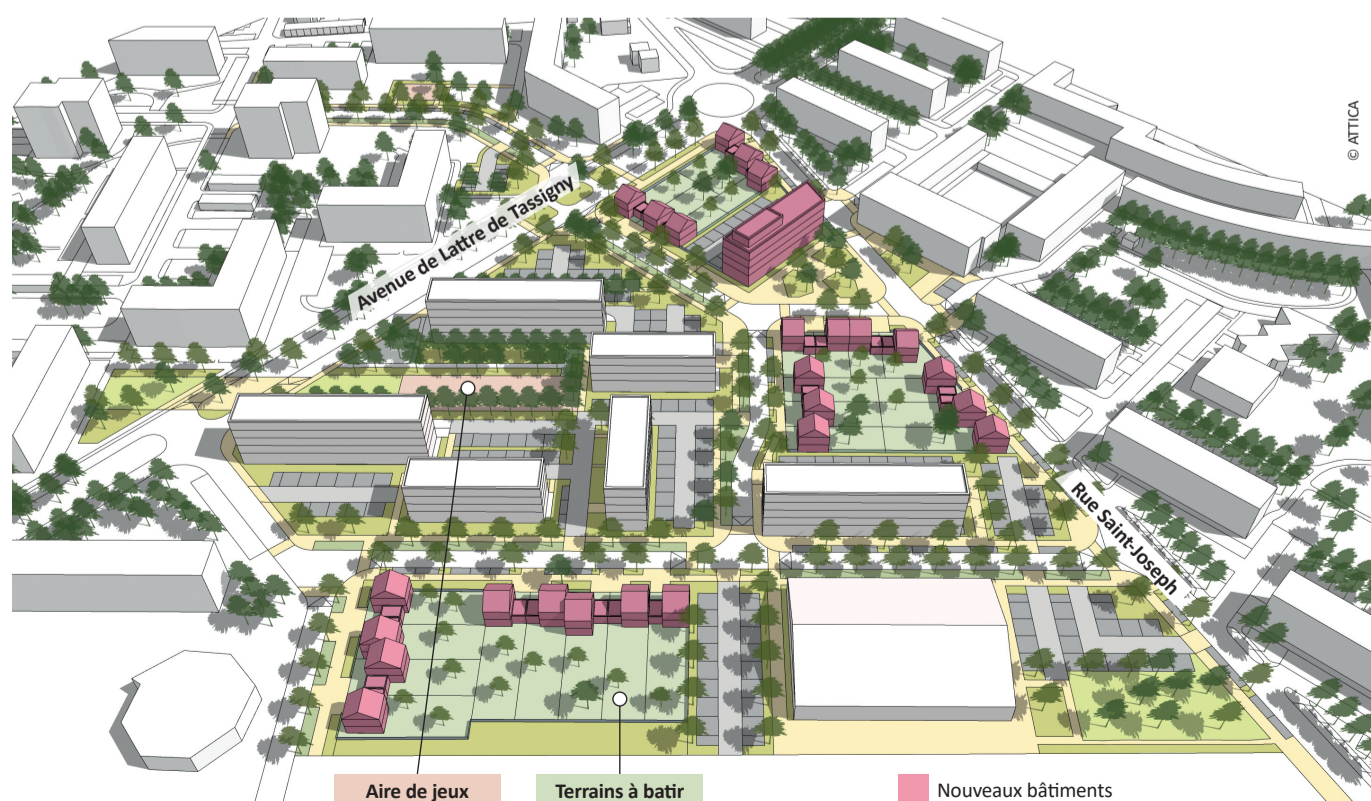 © ATTICA
Avenue de Lattre de Tassigny
Rue Saint-Joseph
Aire de jeux
Terrains à batir
Nouveaux bâtiments